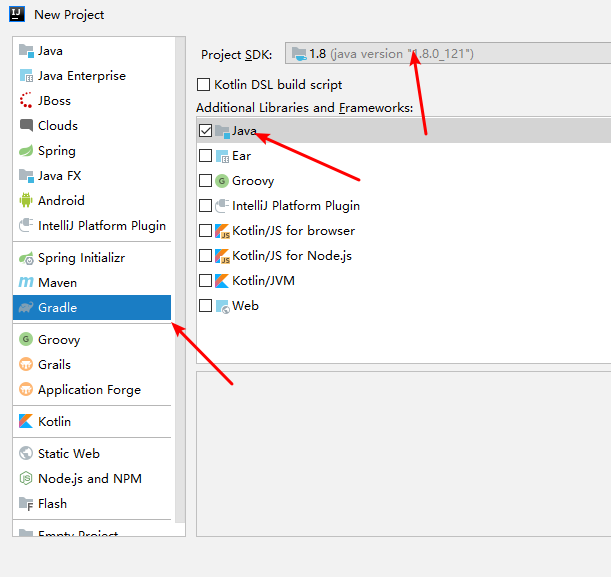 New Project
Java
Java Enterprise
JBoss
Clouds
Spring
Java FX
Android
IntelliJ Platform Plugin
Spring Initializr
Maven
Gradle
Groovy
Grails
Application Forge
Kotlin
Static Web
Node.js and NPM
Flash
Empty Project
Project SDK:
1.8 (java version "1.8.0_121")
Kotlin DSL build script
Additional Libraries and Frameworks:
Java
Ear
Groovy
IntelliJ Platform Plugin
Kotlin/JS for browser
Kotlin/JS for Node.js
Kotlin/JVM
Web